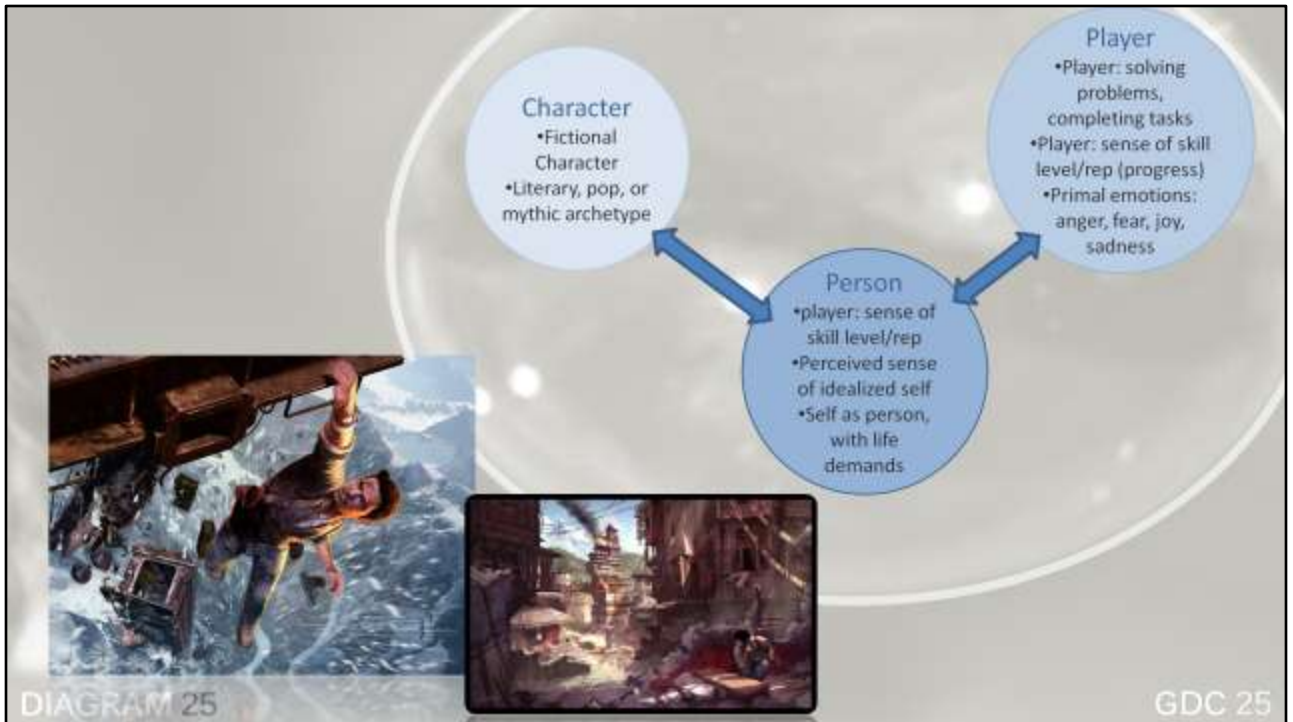 Character
•Fictional
Character
•Literary, pop, or
mythic archetype
Player
•Player: solving
problems,
completing tasks
•Player: sense of skill
level/rep (progress)
•Primal emotions:
anger, fear, joy,
sadness
Person
•player: sense of
skill level/rep
•Perceived sense
of idealized self
•Self as person,
with life
demands
DIAGRAM 25
GDC 25